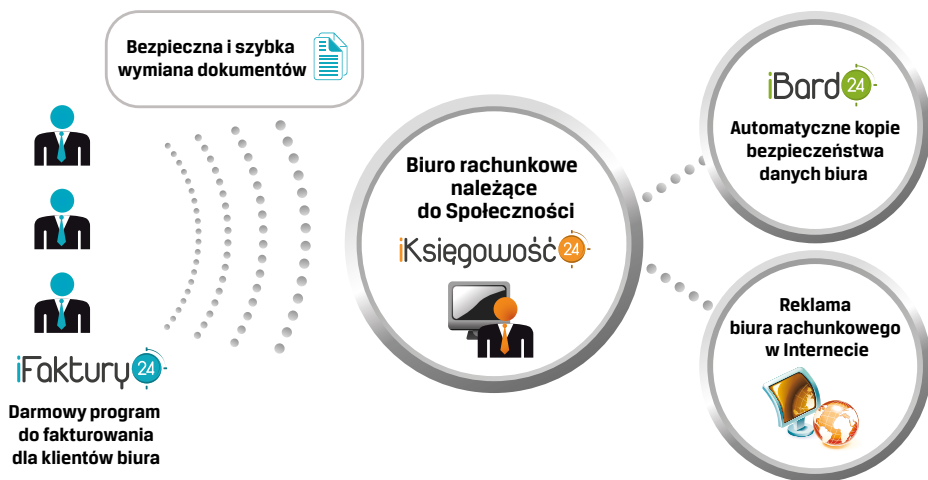 Bezpieczna i szybka
wymiana dokumentów
iFaktury24
Darmowy program
do fakturowania
dla klientów biura
Biuro rachunkowe
należące
do Społeczności
iKsięgowość24
iBard24
Automatyczne kopie
bezpieczeństwa
danych biura
Reklama
biura rachunkowego
w Internecie